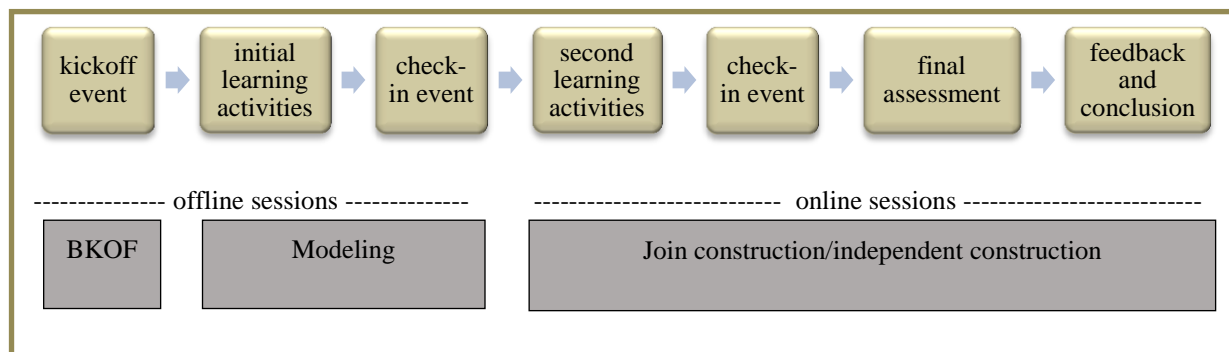 kickoff
event
initial
learning
activities
check-
in event
second
learning
activities
check-
in event
final
assessment
feedback
and
conclusion
--------------- offline sessions ---------------
---------------------------- online sessions ---------------------------
BKOF
Modeling
Join construction/independent construction